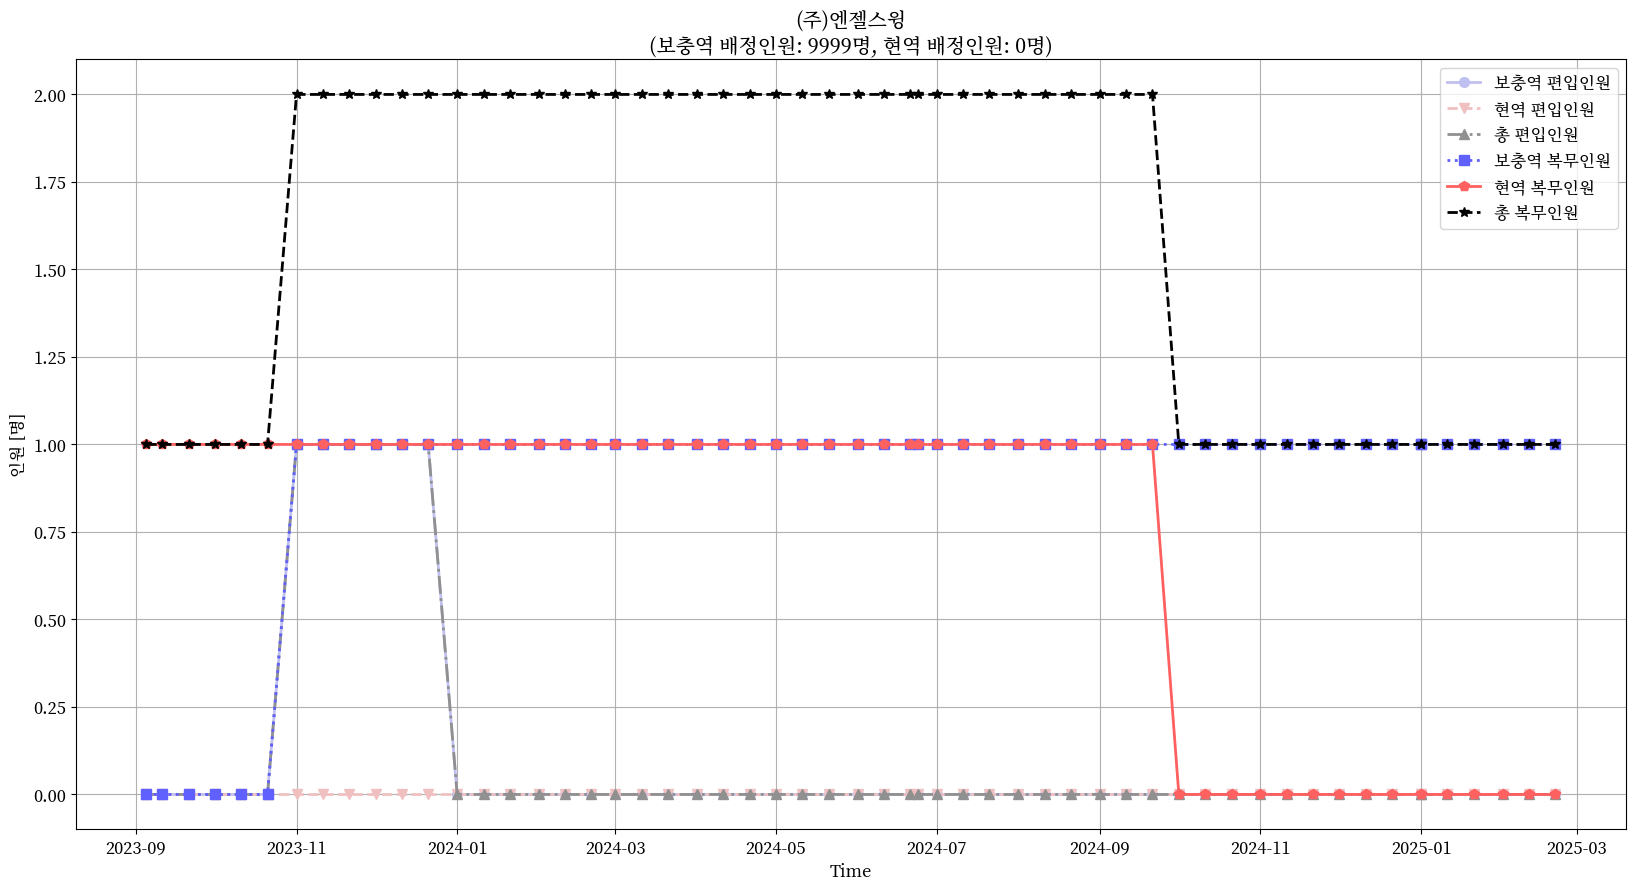 (주)엔젤스윙
(보충역 배정인원: 9999명, 현역 배정인원: 0명)
보충역 편입인원
현역 편입인원
총 편입인원
보충역 복무인원
현역 복무인원
총 복무인원
2.00
1.75
1.50
1.25
1.00
0.75
0.50
0.25
0.00
인원 [명]
2023-09 2023-11 2024-01 2024-03 2024-05 2024-07 2024-09 2024-11 2025-01 2025-03
Time